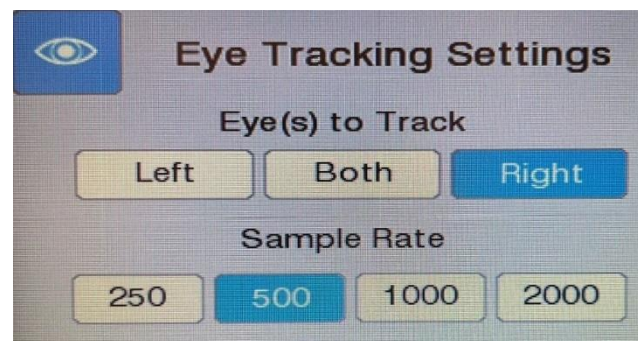 Eye Tracking Settings
Eye(s) to Track
Left Both Right
Sample Rate
250 500 1000 2000